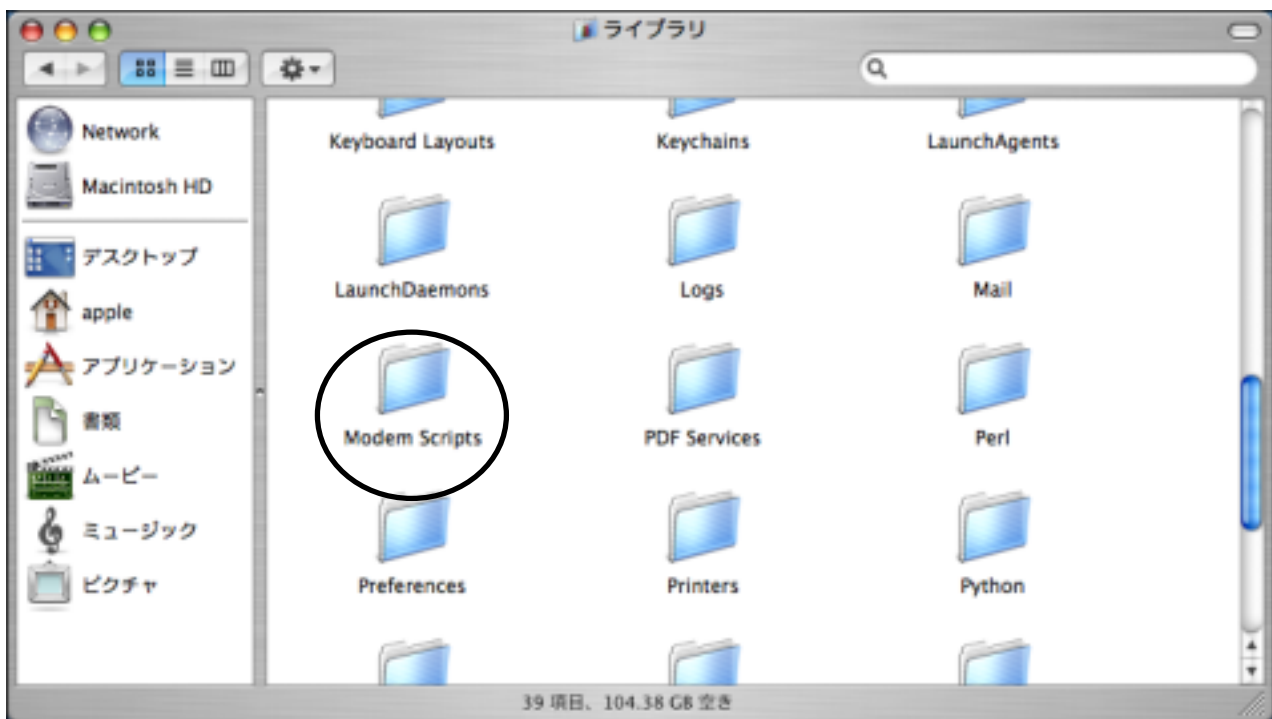 ライブラリ
Network
Macintosh HD
デスクトップ
apple
アプリケーション
書類
ムービー
ミュージック
ピクチャ
Keyboard Layouts
Keychains
LaunchAgents
LaunchDaemons
Logs
Mail
Modem Scripts
PDF Services
Perl
Preferences
Printers
Python
39 項目、104.38 GB 空き